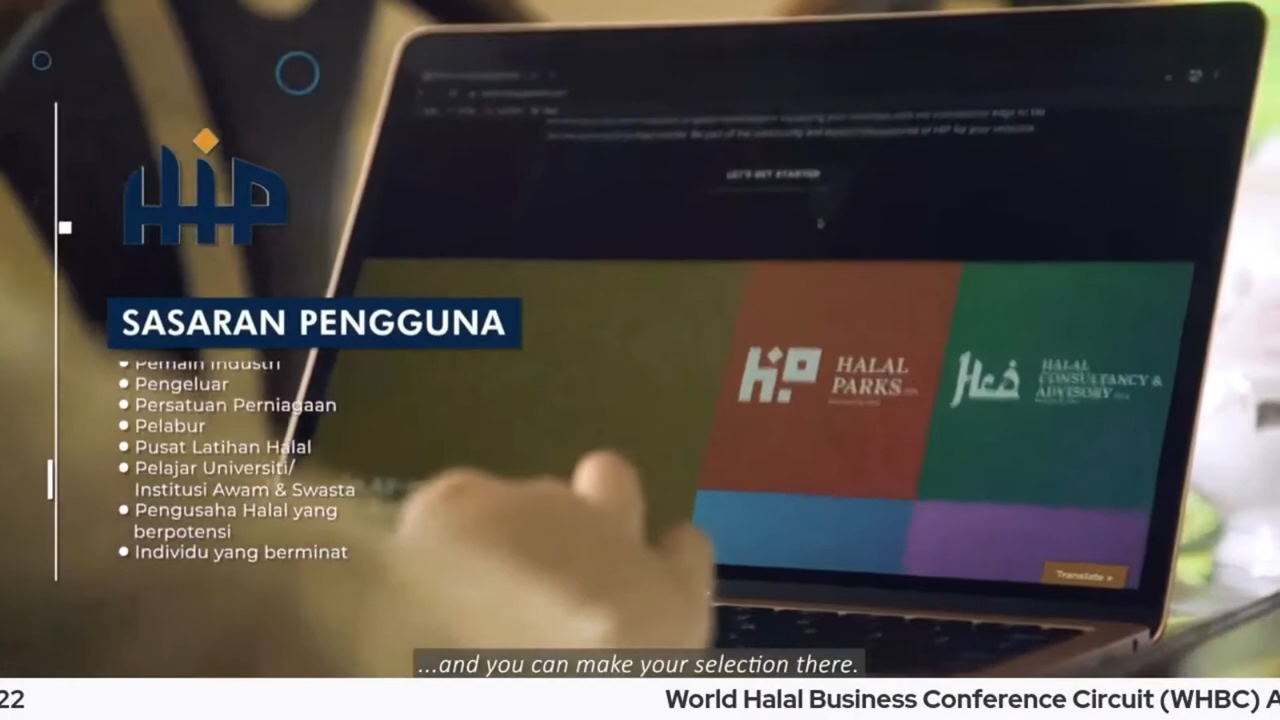 HIP
SASARAN PENGGUNA
Pemain Industri
• Pengeluar
• Persatuan Perniagaan
• Pelabur
• Pusat Latihan Halal
• Pelajar Universiti/
Institusi Awam & Swasta
• Pengusaha Halal yang
berpotensi
• Individu yang berminat
LET'S GET STARTED
HALAL
PARKS
HALAL
CONSULTANCY &
ADVISORY
Translate »
...and you can make your selection there.
22
World Halal Business Conference Circuit (WHBC) A